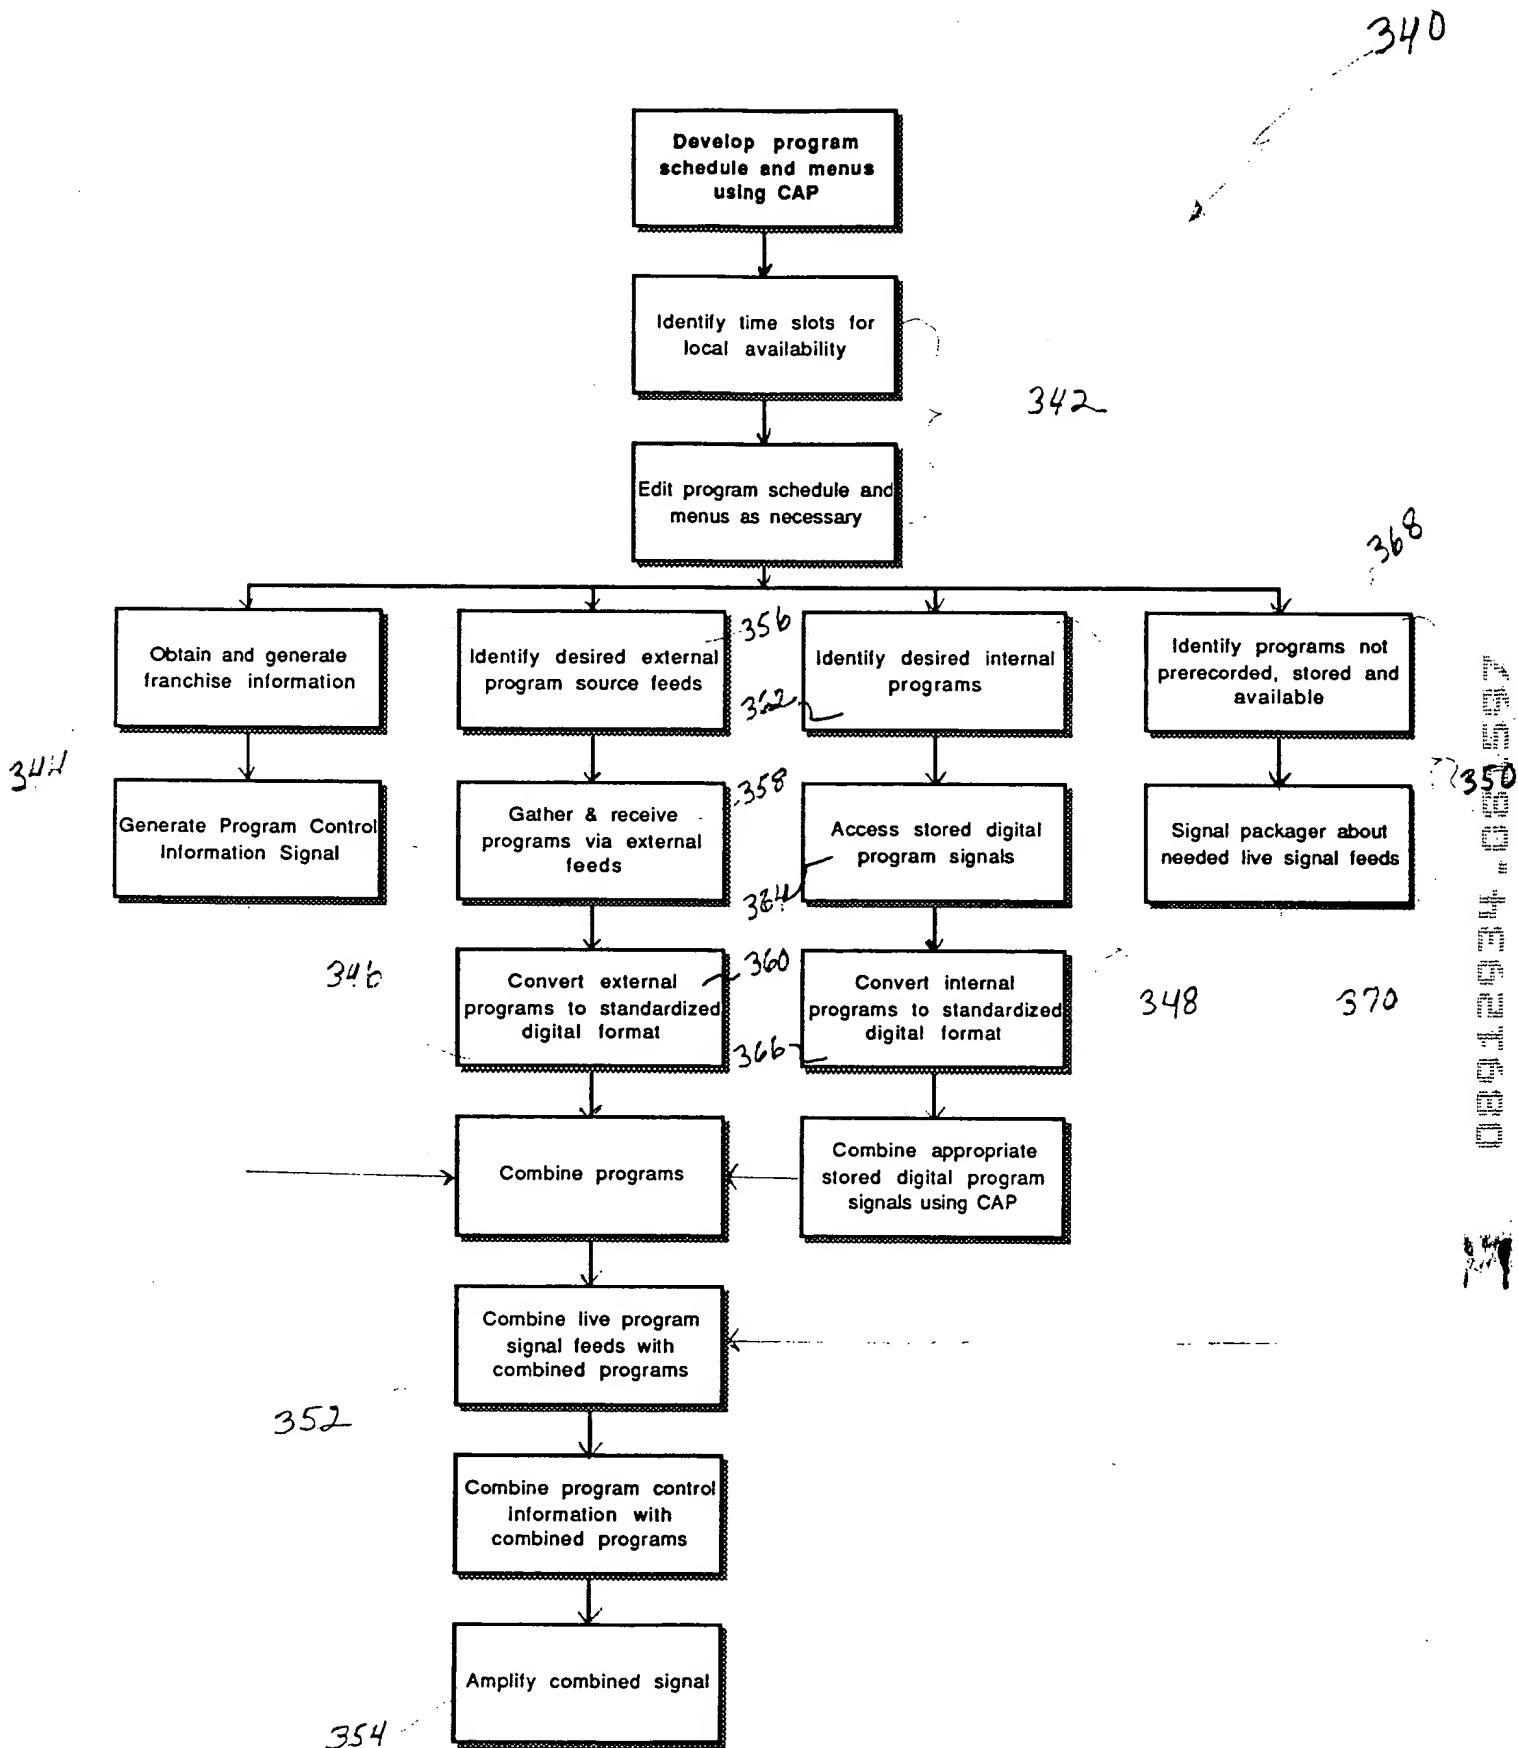 340
Develop program
schedule and menus
using CAP
Identify time slots for
local availability
342
Edit program schedule and
menus as necessary
368
Obtain and generate
franchise information
356
Identify desired external
program source feeds
362
Identify desired internal
programs
Identify programs not
prerecorded, stored and
available
344
Generate Program Control
Information Signal
358
Gather & receive
programs via external
feeds
364
Access stored digital
program signals
350
Signal packager about
needed live signal feeds
346
360
Convert external
programs to standardized
digital format
366
Convert internal
programs to standardized
digital format
348
370
Combine programs
Combine appropriate
stored digital program
signals using CAP
Combine live program
signal feeds with
combined programs
352
Combine program control
information with
combined programs
Amplify combined signal
354